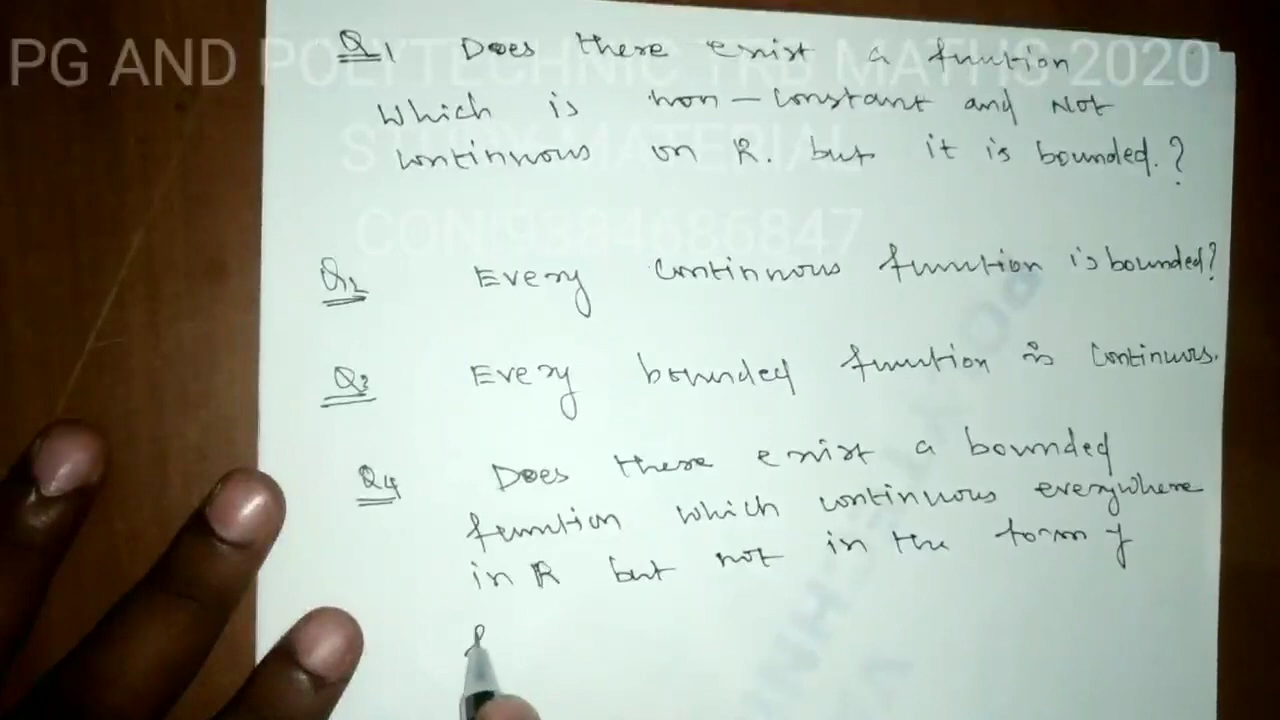 PG AND POLYTECHNIC TRB MATHS 2020
STUDY MATERIAL
CON:9384686847
Q1 Does there exist a function
which is non-constant and Not
continuous on R. but it is bounded.?
Q2 Every continuous function is bounded?
Q3 Every bounded function is continuous.
Q4 Does there exist a bounded
function which continuous everywhere
in R but not in the form of